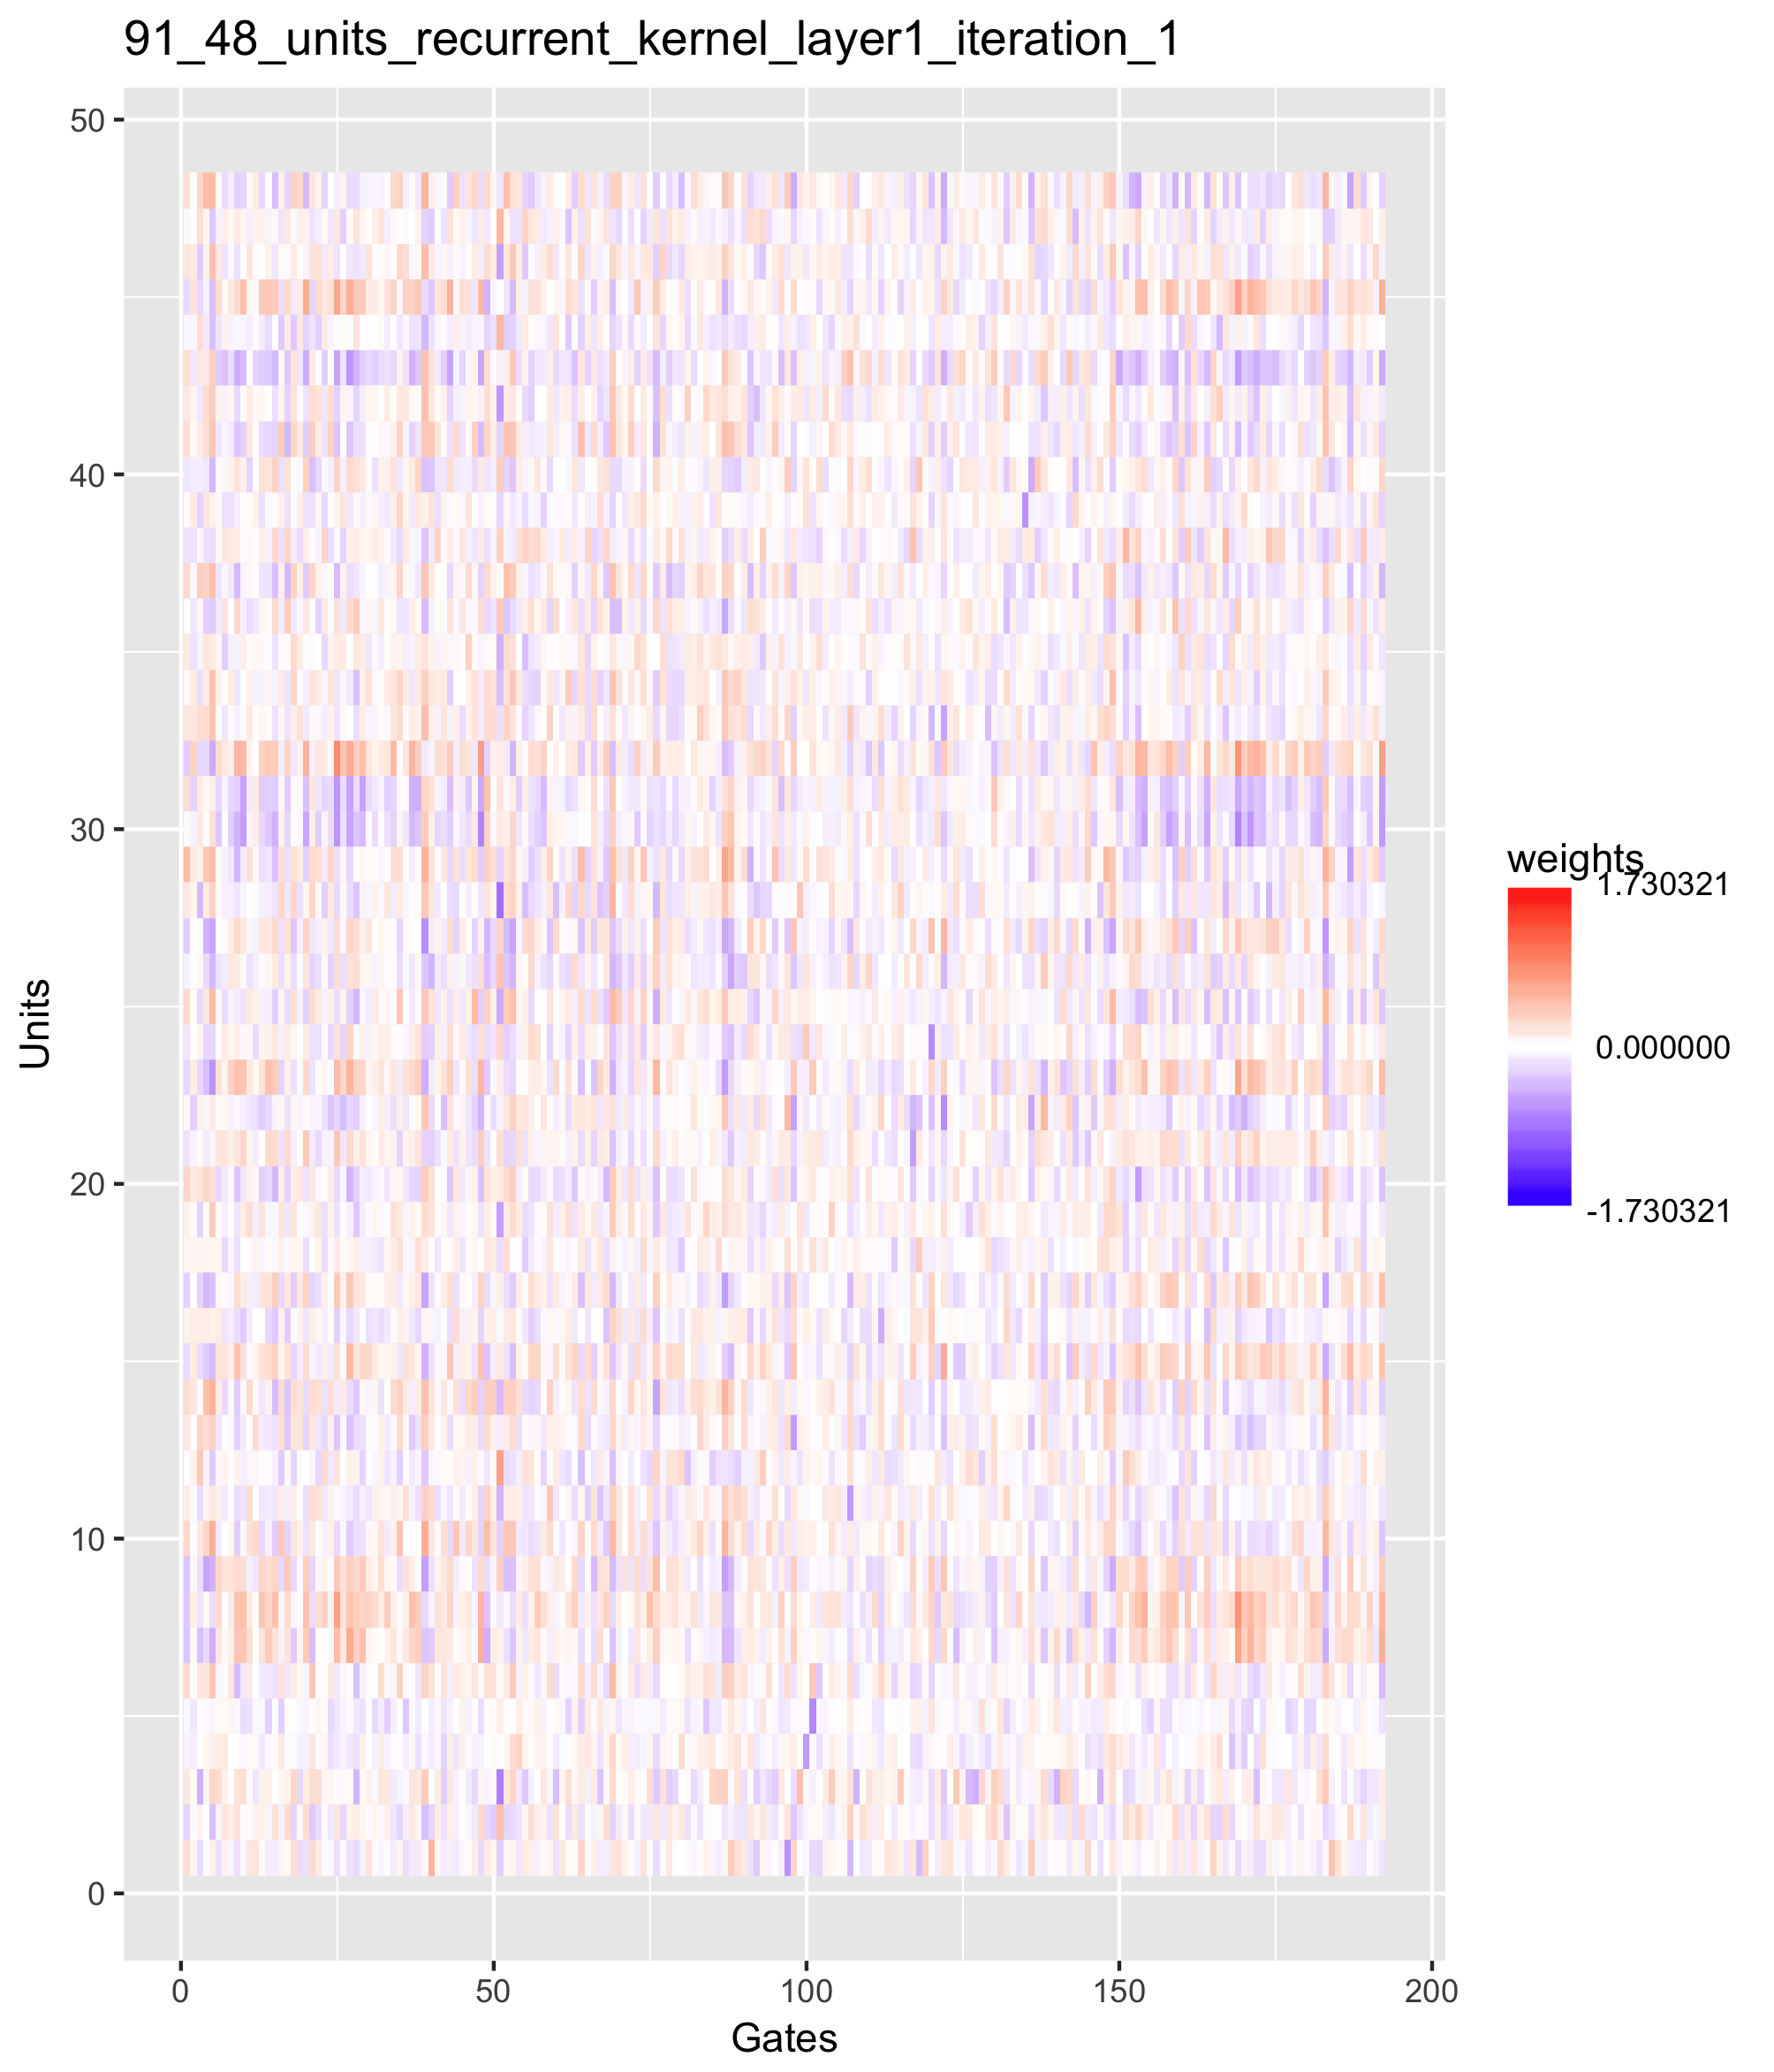 91_48_units_recurrent_kernel_layer1_iteration_1
50
40
30
20
10
0
Units
0 50 100 150 200
Gates
weights
1.730321
0.000000
-1.730321